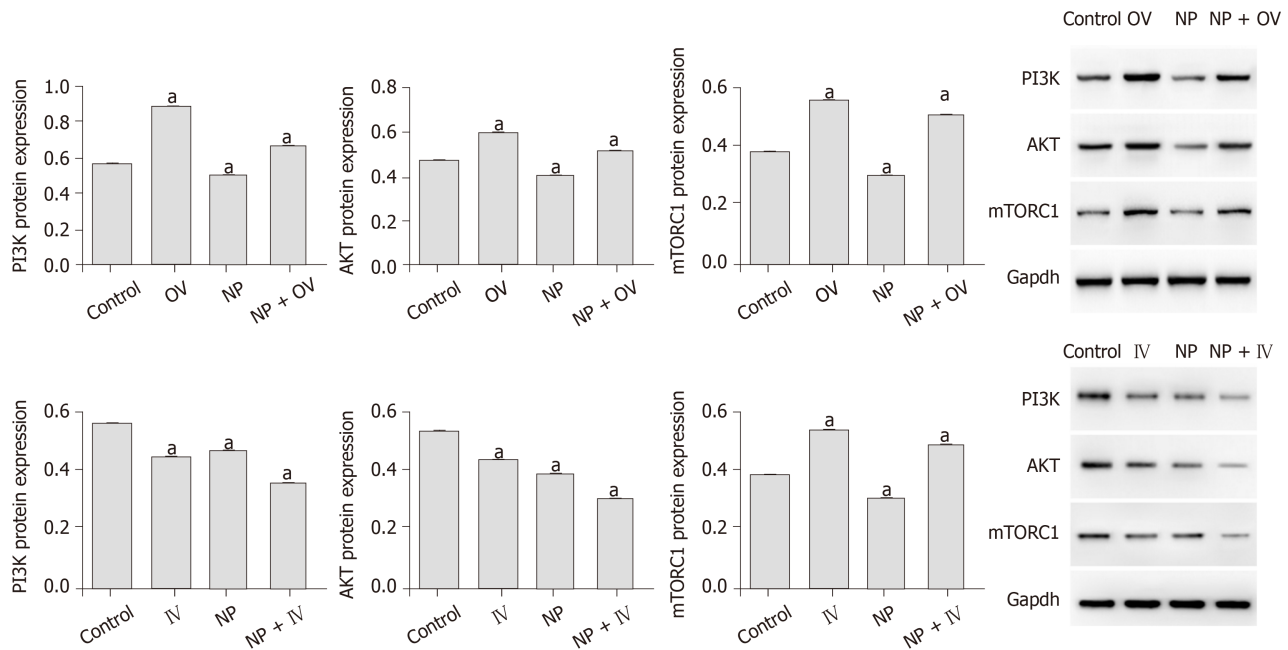 PI3K protein expression
1.0
0.8
0.6
0.4
0.2
0.0
a
a
a
Control
OV
NP
NP + OV
AKT protein expression
0.8
0.6
0.4
0.2
0.0
a
a
a
Control
OV
NP
NP + OV
mTORC1 protein expression
0.6
0.4
0.2
0.0
a
a
a
Control
OV
NP
NP + OV
Control OV NP NP + OV
PI3K
AKT
mTORC1
Gapdh
PI3K protein expression
0.6
0.4
0.2
0.0
a
a
a
Control
Ⅳ
NP
NP + Ⅳ
AKT protein expression
0.6
0.4
0.2
0.0
a
a
a
Control
Ⅳ
NP
NP + Ⅳ
mTORC1 protein expression
0.6
0.4
0.2
0.0
a
a
a
Control
Ⅳ
NP
NP + Ⅳ
Control Ⅳ NP NP + Ⅳ
PI3K
AKT
mTORC1
Gapdh